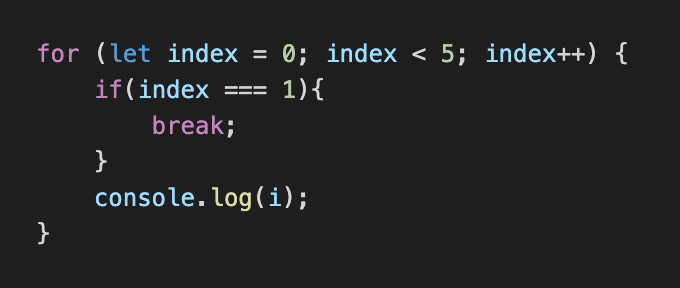 for (let index = 0; index < 5; index++) {
    if(index === 1){
        break;
    }
    console.log(i);
}